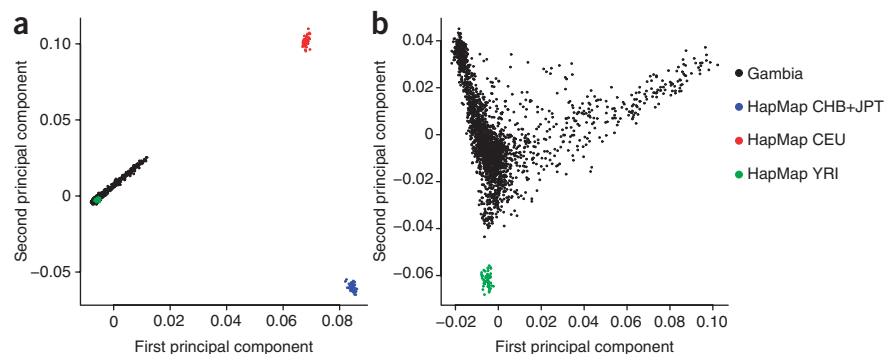 a
0.10
0.05
0
−0.05
Second principal component
0 0.02 0.04 0.06 0.08
First principal component
b
0.04
0.02
0
−0.02
−0.04
−0.06
Second principal component
−0.02 0 0.02 0.04 0.06 0.08 0.10
First principal component
Gambia
HapMap CHB+JPT
HapMap CEU
HapMap YRI